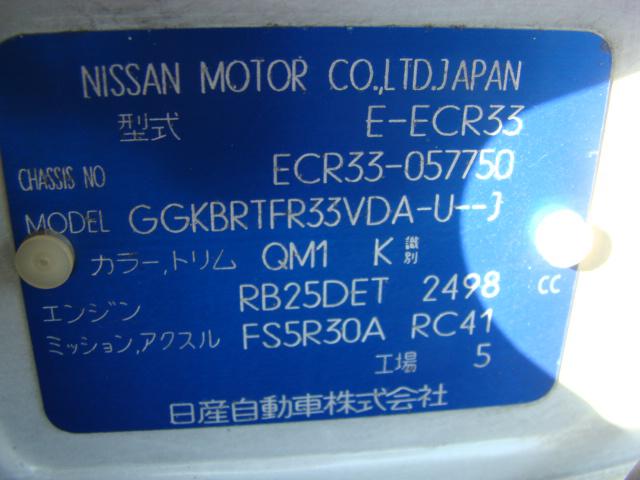 NISSAN MOTOR CO.,LTD.JAPAN
型式 E-ECR33
CHASSIS NO ECR33-057750
MODEL GGKBRTFR33VDA-U--}
カラー,トリム QM1 K 識別
エンジン RB25DET 2498 CC
ミッション,アクスル FS5R30A RC41
工場 5
日産自動車株式会社